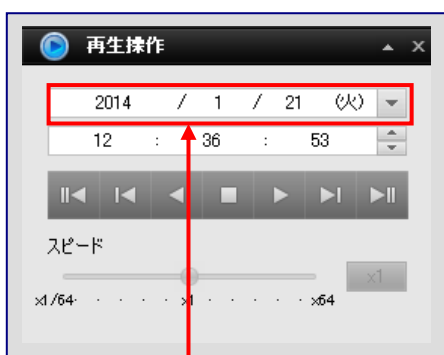 再生操作
2014 / 1 / 21 (火)
12 : 36 : 53
スピード
x1
x1/64 · · · · x1 · · · · · x64